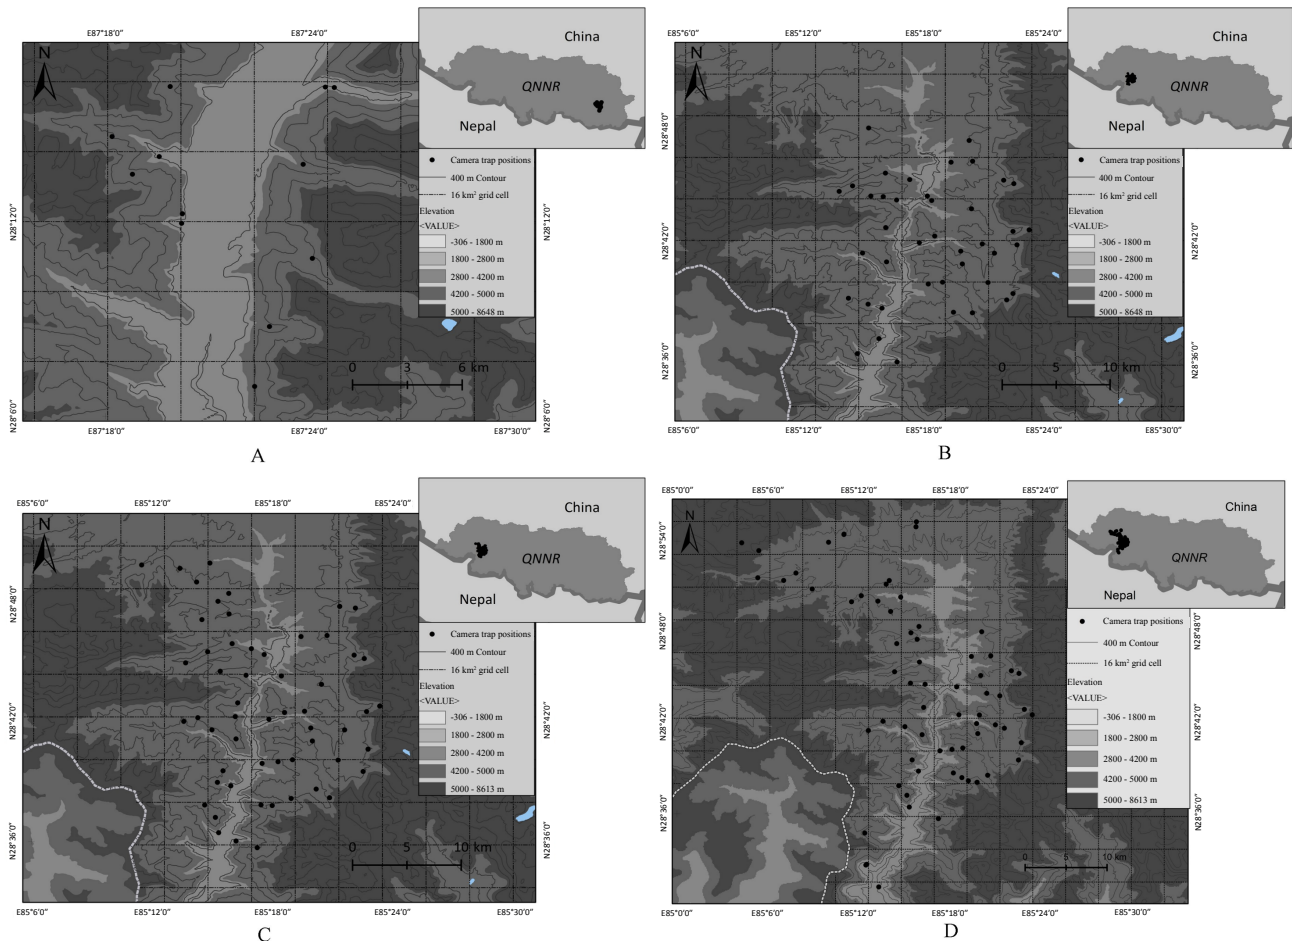 E87°18'0" E87°24'0"
N
China
QNNR
Nepal
Camera trap positions
400 m Contour
16 km² grid cell
Elevation
<VALUE>
-306 - 1800 m
1800 - 2800 m
2800 - 4200 m
4200 - 5000 m
5000 - 8648 m
N28°12'0" N28°12'0"
0 3 6 km
N28°6'0" N28°6'0"
E87°18'0" E87°24'0" E87°30'0"
A
E85°6'0" E85°12'0" E85°18'0" E85°24'0"
N
China
QNNR
Nepal
Camera trap positions
400 m Contour
16 km² grid cell
Elevation
<VALUE>
-306 - 1800 m
1800 - 2800 m
2800 - 4200 m
4200 - 5000 m
5000 - 8648 m
N28°48'0"
N28°42'0" N28°42'0"
N28°36'0" N28°36'0"
0 5 10 km
E85°6'0" E85°12'0" E85°18'0" E85°24'0" E85°30'0"
B
E85°6'0" E85°12'0" E85°18'0" E85°24'0"
N
China
QNNR
Nepal
Camera trap positions
400 m Contour
16 km² grid cell
Elevation
<VALUE>
-306 - 1800 m
1800 - 2800 m
2800 - 4200 m
4200 - 5000 m
5000 - 8613 m
N28°48'0"
N28°42'0" N28°42'0"
N28°36'0" N28°36'0"
0 5 10 km
E85°6'0" E85°12'0" E85°18'0" E85°24'0" E85°30'0"
C
E85°0'0" E85°6'0" E85°12'0" E85°18'0" E85°24'0"
N
China
QNNR
Nepal
Camera trap positions
400 m Contour
16 km² grid cell
Elevation
<VALUE>
-306 - 1800 m
1800 - 2800 m
2800 - 4200 m
4200 - 5000 m
5000 - 8613 m
N28°54'0"
N28°48'0" N28°48'0"
N28°42'0" N28°42'0"
N28°36'0" N28°36'0"
0 5 10 km
E85°0'0" E85°6'0" E85°12'0" E85°18'0" E85°24'0" E85°30'0"
D